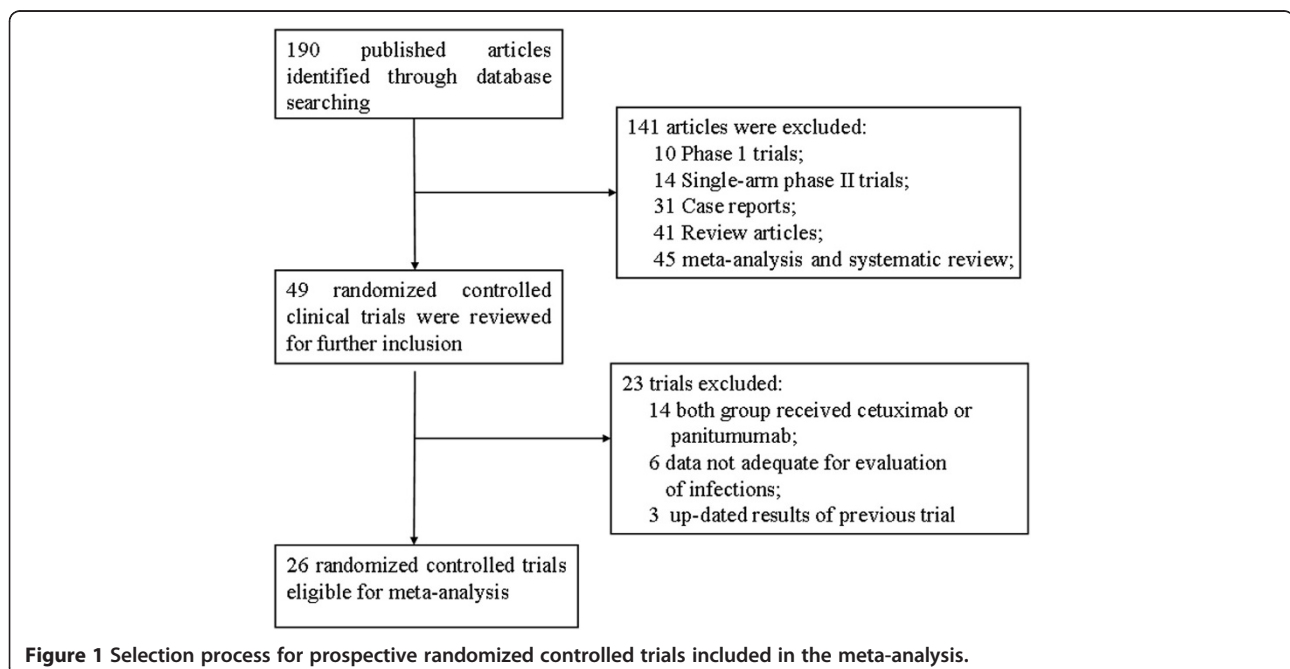 190 published articles
identified through database
searching
141 articles were excluded:
10 Phase 1 trials;
14 Single-arm phase II trials;
31 Case reports;
41 Review articles;
45 meta-analysis and systematic review;
49 randomized controlled
clinical trials were reviewed
for further inclusion
23 trials excluded:
14 both group received cetuximab or
panitumumab;
6 data not adequate for evaluation
of infections;
3 up-dated results of previous trial
26 randomized controlled trials
eligible for meta-analysis
Figure 1 Selection process for prospective randomized controlled trials included in the meta-analysis.